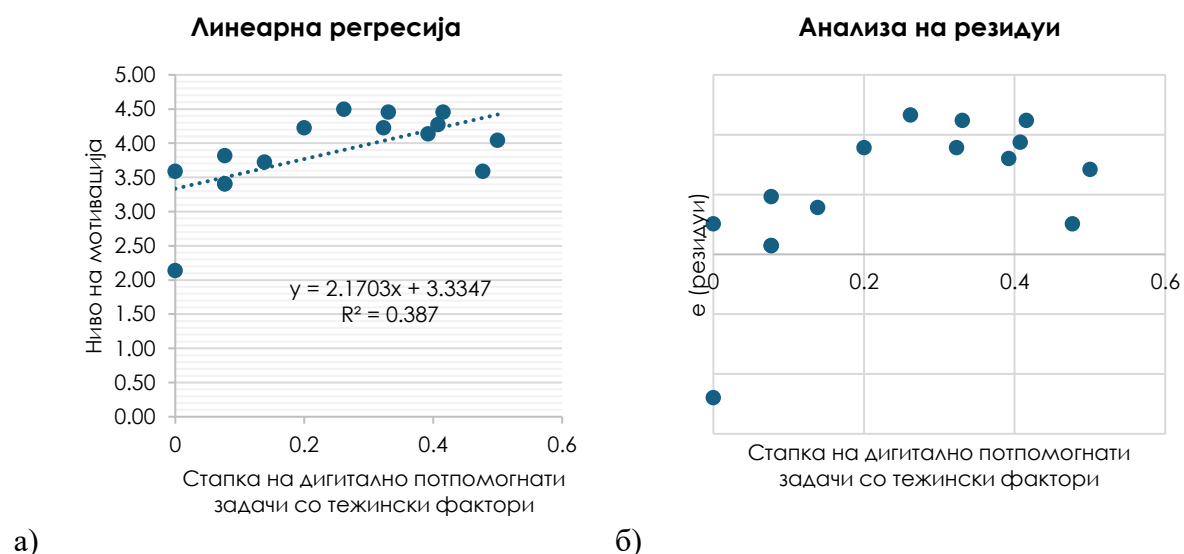 Линеарна регресија
5.00
4.50
4.00
3.50
3.00
2.50
2.00
1.50
1.00
0.50
0.00
Ниво на мотивација
y = 2.1703x + 3.3347
R² = 0.387
0 0.2 0.4 0.6
Стапка на дигитално потпомогнати
задачи со тежински фактори
а)
Анализа на резидуи
е (резидуи)
0 0.2 0.4 0.6
Стапка на дигитално потпомогнати
задачи со тежински фактори
б)